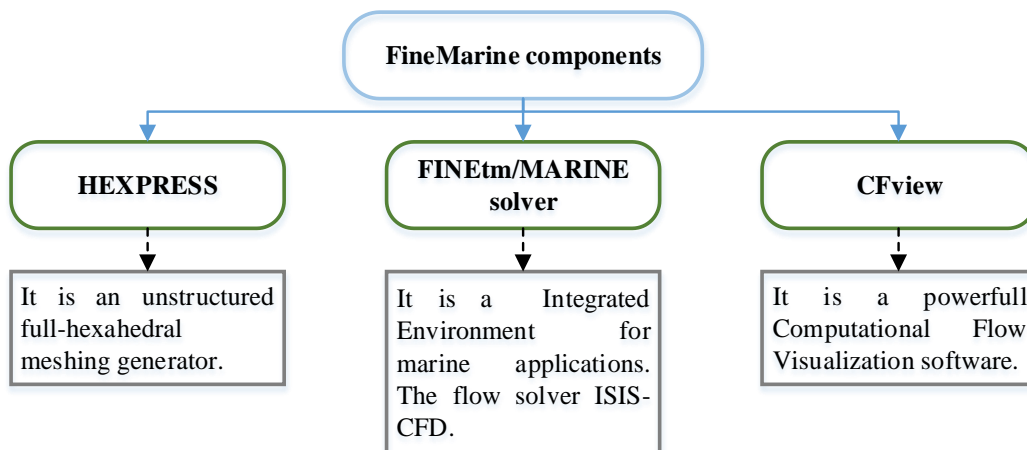 FineMarine components
HEXPRESS
It is an unstructured
full-hexahedral
meshing generator.
FINEtm/MARINE
solver
It is a Integrated
Environment for
marine applications.
The flow solver ISIS-
CFD.
CFview
It is a powerfull
Computational Flow
Visualization software.